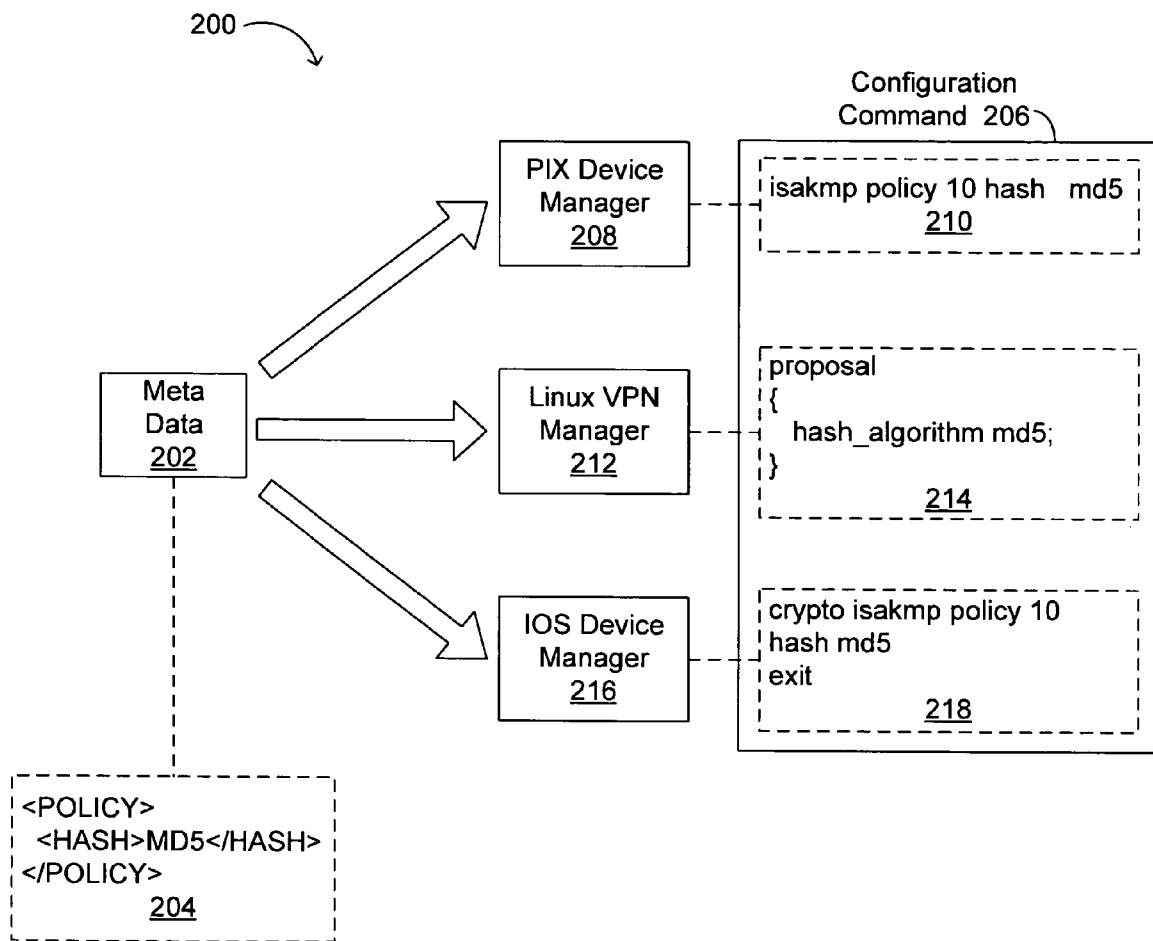 200
Configuration
Command 206
PIX Device
Manager
208
isakmp policy 10 hash md5
210
Meta
Data
202
Linux VPN
Manager
212
proposal
{
hash_algorithm md5;
}
214
IOS Device
Manager
216
crypto isakmp policy 10
hash md5
exit
218
<POLICY>
<HASH>MD5</HASH>
</POLICY>
204